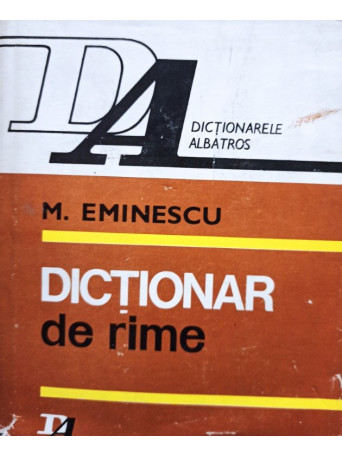 DA
DICȚIONARELE
ALBATROS
M. EMINESCU
DICȚIONAR
de rime
DA